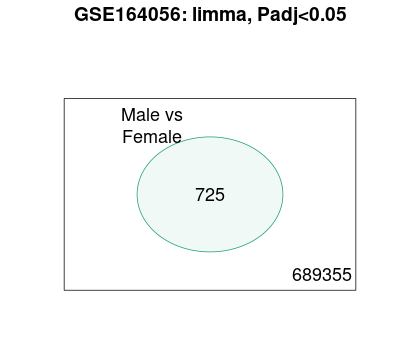 GSE164056: limma, Padj<0.05
Male vs
Female
725
689355